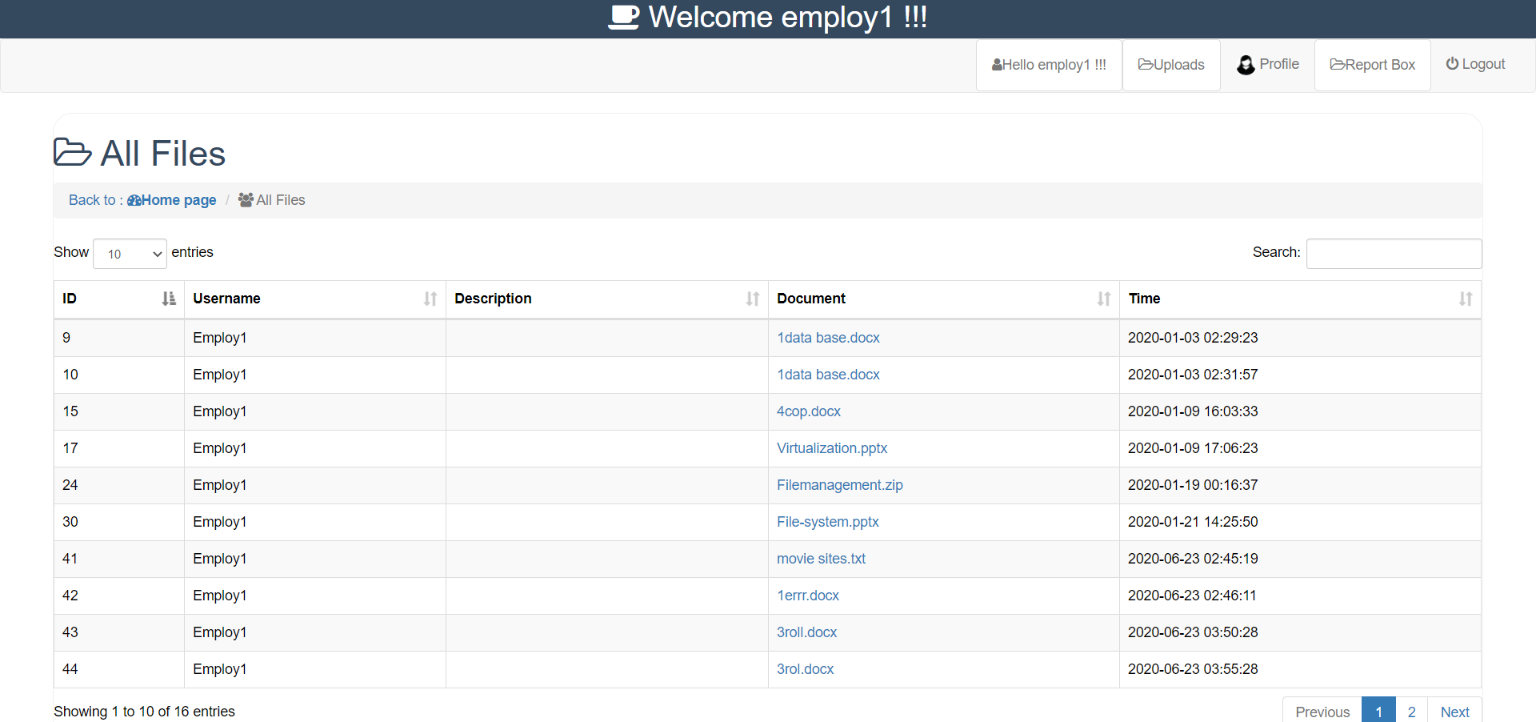 Welcome employ1 !!!
Hello employ1 !!! Uploads Profile Report Box Logout
All Files
Back to : Home page / All Files
Show 10 entries Search:
ID Username Description Document Time
9 Employ1 1data base.docx 2020-01-03 02:29:23
10 Employ1 1data base.docx 2020-01-03 02:31:57
15 Employ1 4cop.docx 2020-01-09 16:03:33
17 Employ1 Virtualization.pptx 2020-01-09 17:06:23
24 Employ1 Filemanagement.zip 2020-01-19 00:16:37
30 Employ1 File-system.pptx 2020-01-21 14:25:50
41 Employ1 movie sites.txt 2020-06-23 02:45:19
42 Employ1 1errr.docx 2020-06-23 02:46:11
43 Employ1 3roll.docx 2020-06-23 03:50:28
44 Employ1 3rol.docx 2020-06-23 03:55:28
Showing 1 to 10 of 16 entries Previous 1 2 Next